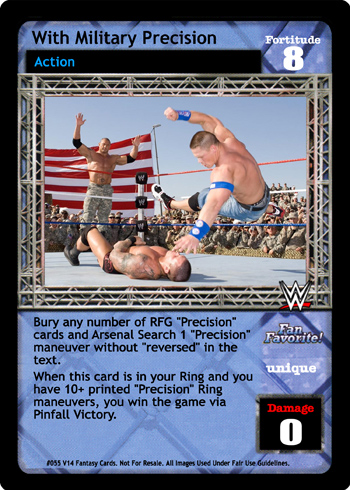 With Military Precision
Fortitude
8
Action
W
Fan
Favorite!
Bury any number of RFG "Precision"
cards and Arsenal Search 1 "Precision"
maneuver without "reversed" in the
text.
When this card is in your Ring and you
have 10+ printed "Precision" Ring
maneuvers, you win the game via
Pinfall Victory.
unique
Damage
0
#055 V14 Fantasy Cards. Not For Resale. All Images Used Under Fair Use Guidelines.